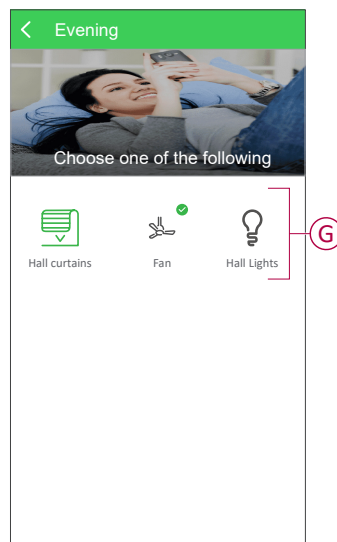 Evening
Choose one of the following
Hall curtains
Fan
Hall Lights
G